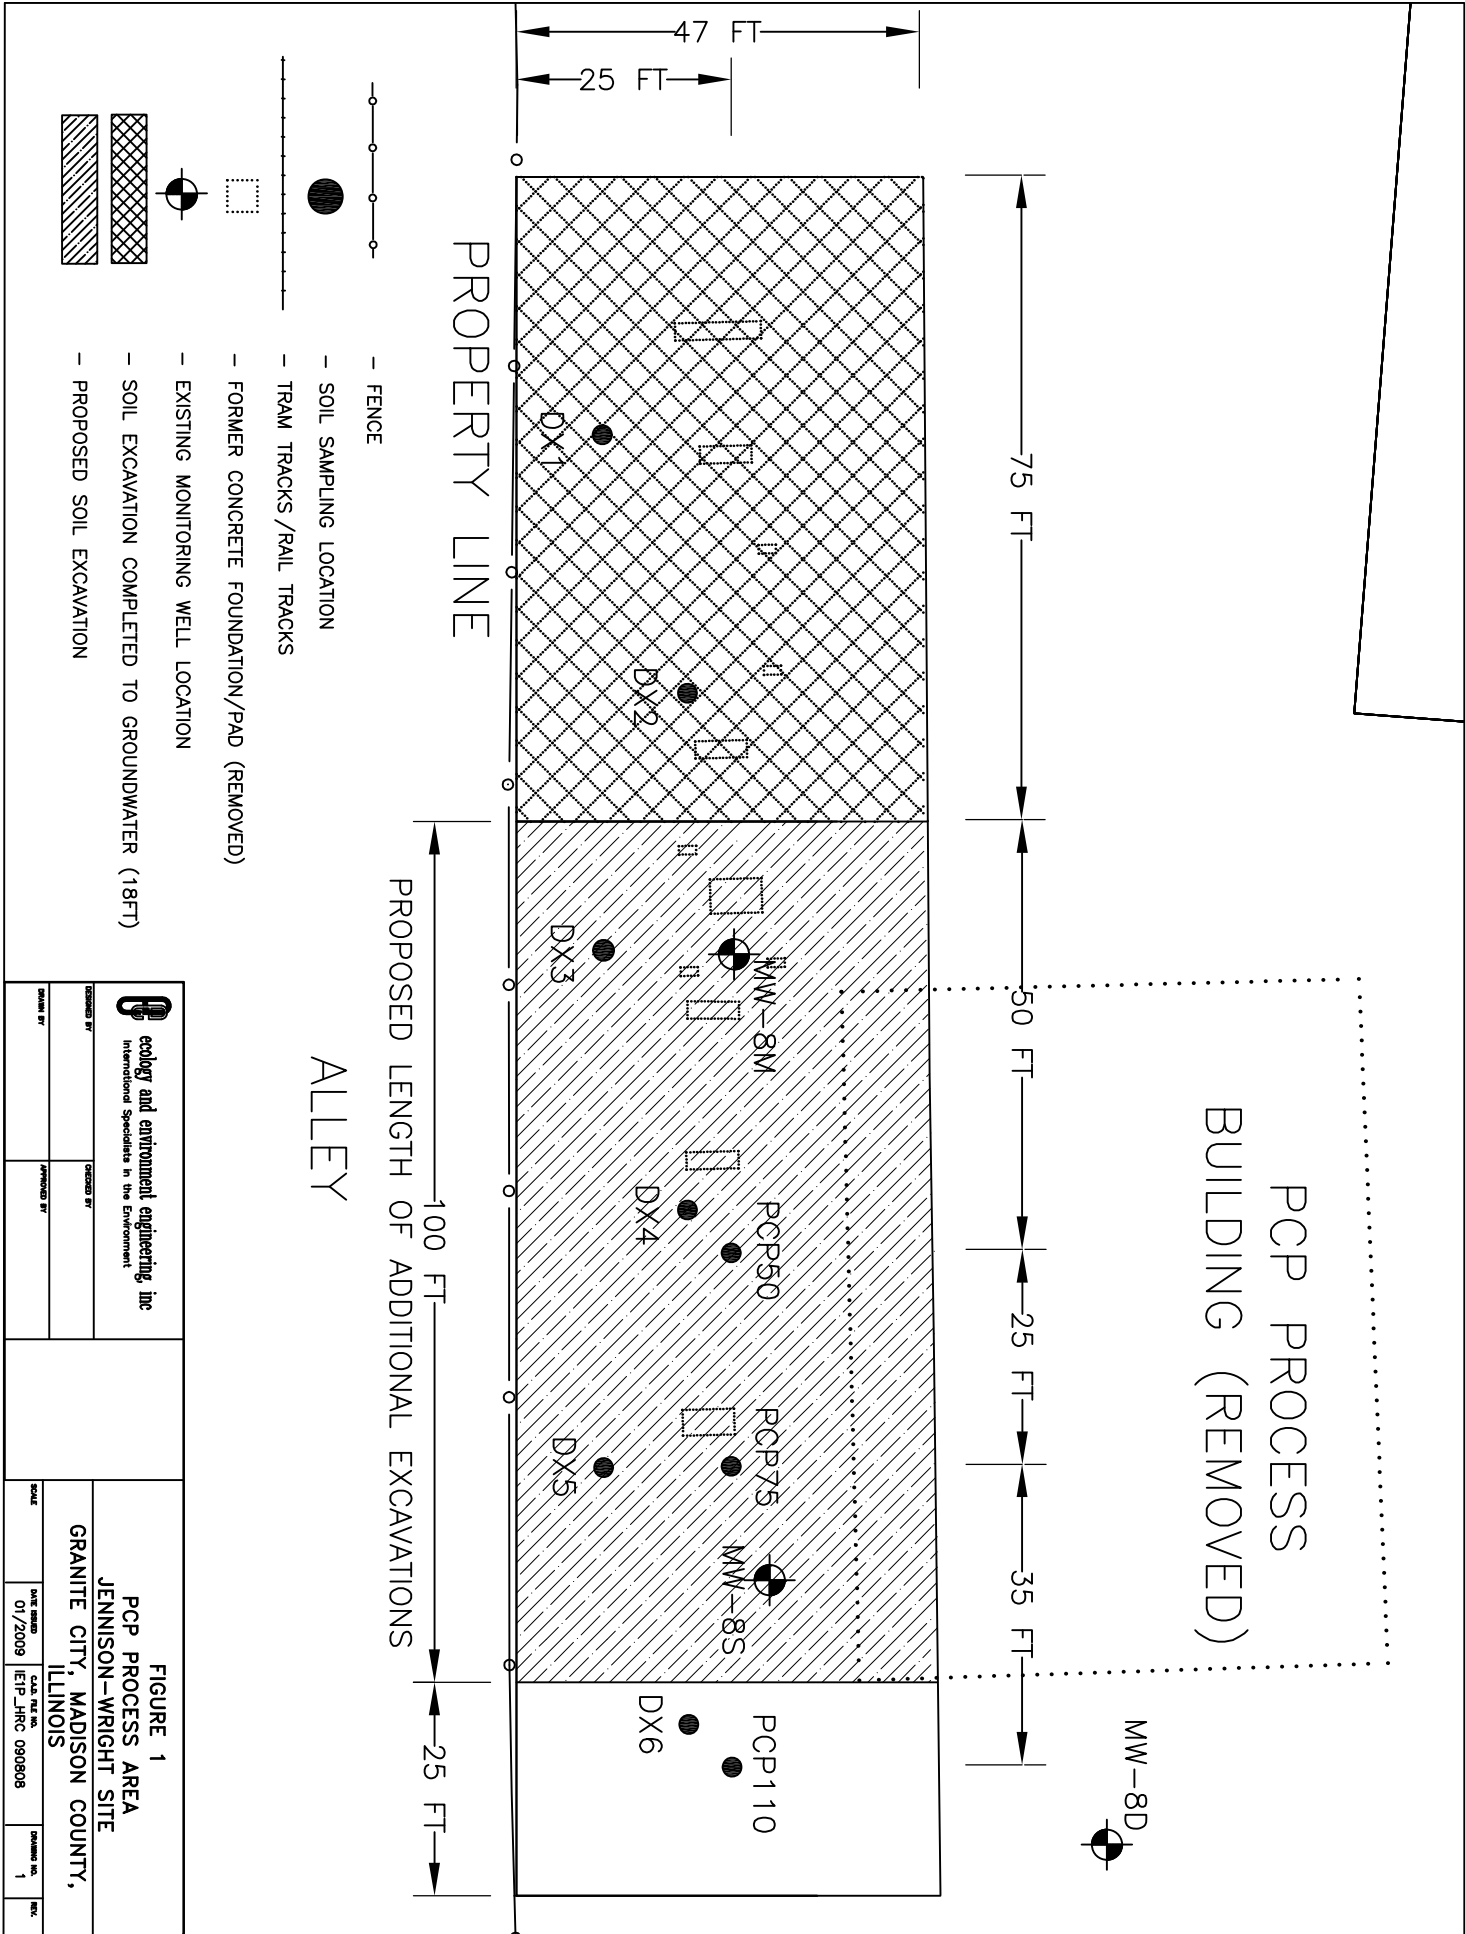 PCP PROCESS
BUILDING (REMOVED)
MW-8D
75 FT
50 FT
25 FT
35 FT
47 FT
25 FT
DX1
DX2
DX3
MW-8M
DX4
PCP50
PCP75
DX5
MW-8S
DX6
PCP110
PROPERTY LINE
100 FT
25 FT
PROPOSED LENGTH OF ADDITIONAL EXCAVATIONS
ALLEY
- FENCE
- SOIL SAMPLING LOCATION
- TRAM TRACKS/RAIL TRACKS
- FORMER CONCRETE FOUNDATION/PAD (REMOVED)
- EXISTING MONITORING WELL LOCATION
- SOIL EXCAVATION COMPLETED TO GROUNDWATER (18FT)
- PROPOSED SOIL EXCAVATION
ecology and environment engineering, inc
International Specialists in the Environment
DESIGNED BY
CHECKED BY
DRAWN BY
APPROVED BY
FIGURE 1
PCP PROCESS AREA
JENNISON-WRIGHT SITE
GRANITE CITY, MADISON COUNTY,
ILLINOIS
SCALE
DATE ISSUED
01/2009
C.A.D. FILE NO.
IE1P_HRC 090808
DRAWING NO.
1
REV.